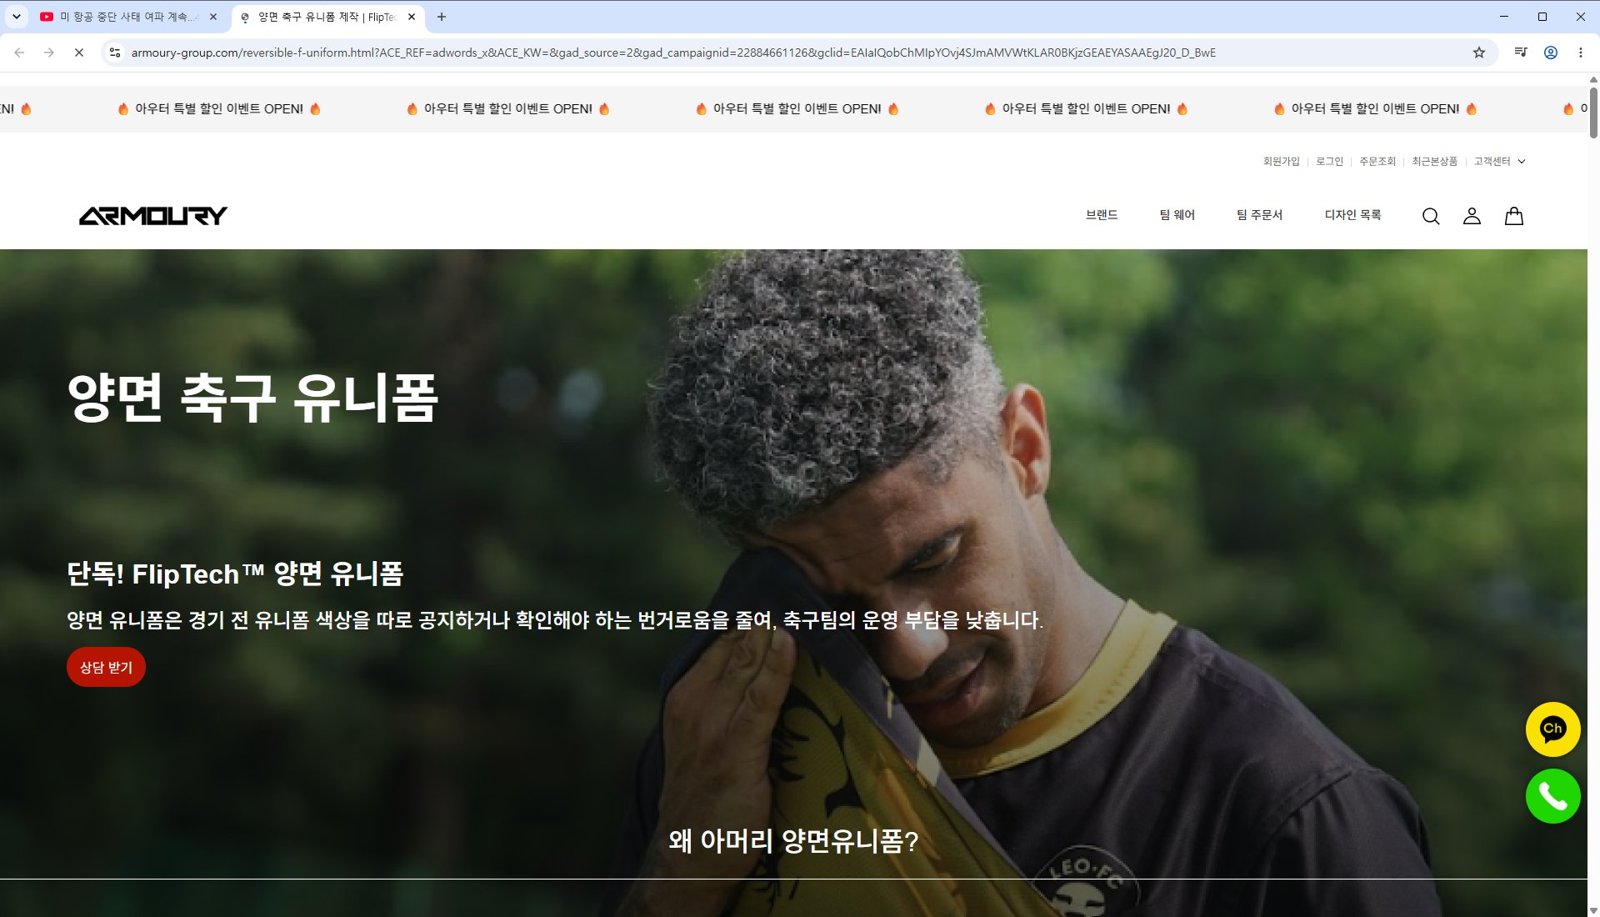 미 항공 중단 사태 여파 계속...
양면 축구 유니폼 제작 | FlipTec
armoury-group.com/reversible-f-uniform.html?ACE_REF=adwords_x&ACE_KW=&gad_source=2&gad_campaignid=22884661126&gclid=EAIaIQobChMIpYOvj4SJmAMVWtKLAR0BKjzGEAEYASAAEgJ20_D_BwE
EN! 🔥 🔥 아우터 특별 할인 이벤트 OPEN! 🔥 🔥 아우터 특별 할인 이벤트 OPEN! 🔥 🔥 아우터 특별 할인 이벤트 OPEN! 🔥 🔥 아우터 특별 할인 이벤트 OPEN! 🔥 🔥 아우터 특별 할인 이벤트 OPEN! 🔥 🔥
회원가입 | 로그인 | 주문조회 | 최근본상품 | 고객센터
ARMOURY
브랜드 팀 웨어 팀 주문서 디자인 목록
양면 축구 유니폼
단독! FlipTech™ 양면 유니폼
양면 유니폼은 경기 전 유니폼 색상을 따로 공지하거나 확인해야 하는 번거로움을 줄여, 축구팀의 운영 부담을 낮춥니다.
상담 받기
Ch
왜 아머리 양면유니폼?
LEO·FC